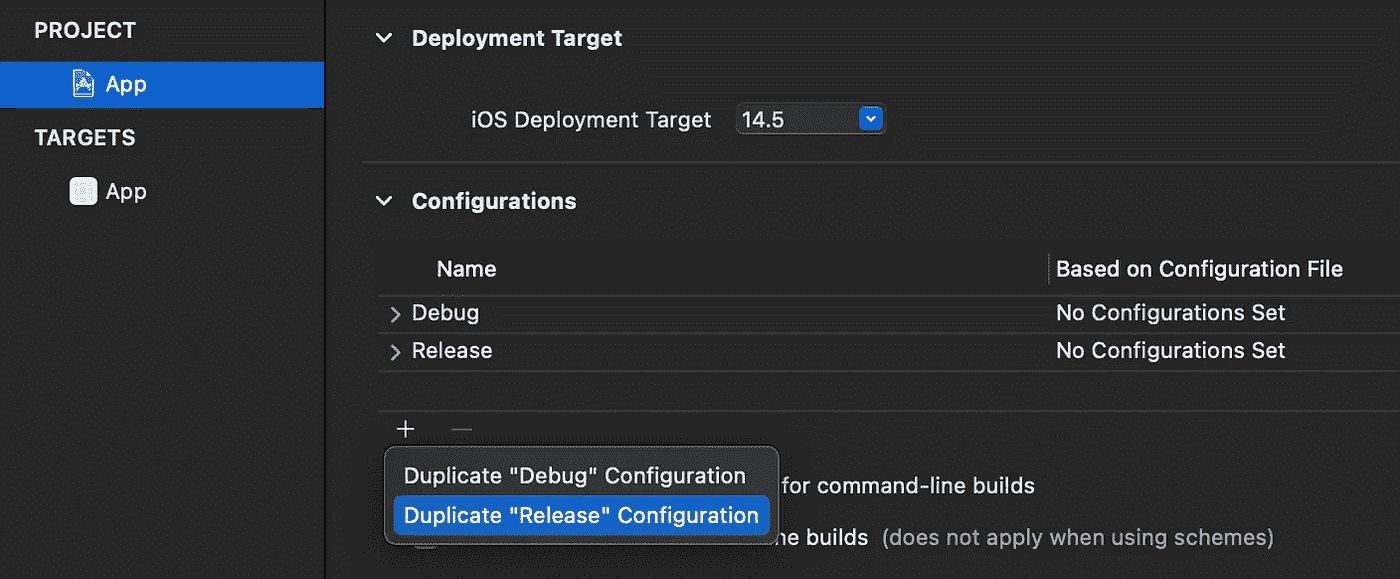 PROJECT
App
TARGETS
App
Deployment Target
iOS Deployment Target 14.5
Configurations
Name Based on Configuration File
Debug No Configurations Set
Release No Configurations Set
Duplicate "Debug" Configuration
for command-line builds
Duplicate "Release" Configuration
builds (does not apply when using schemes)